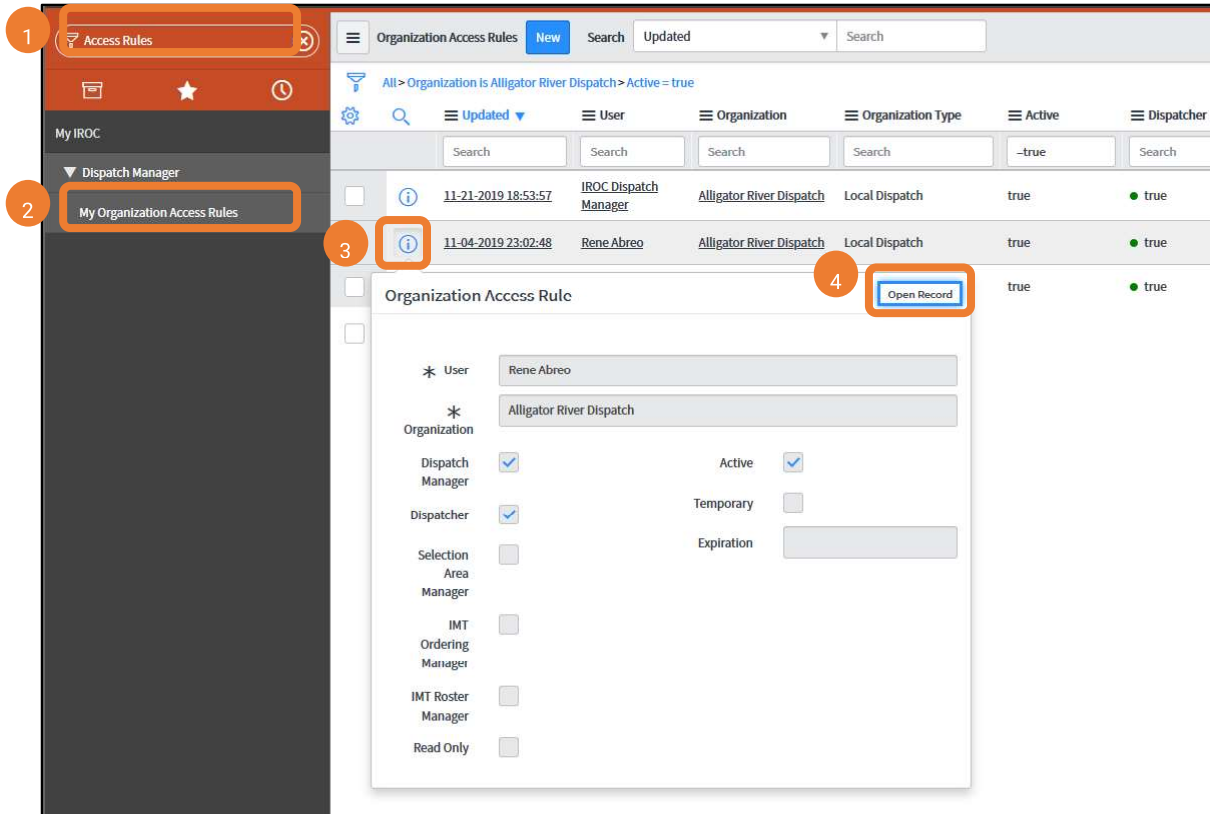 1
Access Rules
Organization Access Rules New Search Updated Search
All > Organization is Alligator River Dispatch > Active = true
Updated User Organization Organization Type Active Dispatcher
Search Search Search Search =true Search
My IROC
Dispatch Manager
2
My Organization Access Rules
11-21-2019 18:53:57 IROC Dispatch Manager Alligator River Dispatch Local Dispatch true true
3
11-04-2019 23:02:48 Rene Abreo Alligator River Dispatch Local Dispatch true true
4
true true
Organization Access Rule Open Record
User Rene Abreo
Organization Alligator River Dispatch
Dispatch Manager Active
Dispatcher Temporary
Expiration
Selection
Area
Manager
IMT
Ordering
Manager
IMT Roster
Manager
Read Only